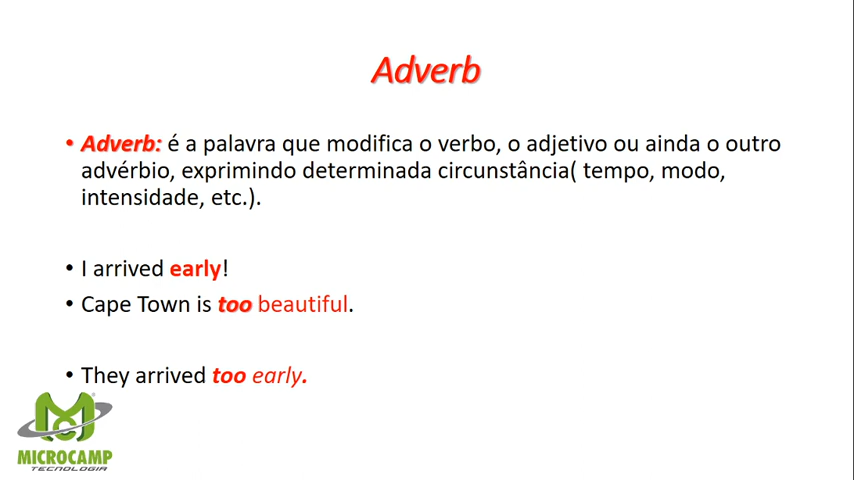 Adverb
• Adverb: é a palavra que modifica o verbo, o adjetivo ou ainda o outro
advérbio, exprimindo determinada circunstância( tempo, modo,
intensidade, etc.).
• I arrived early!
• Cape Town is too beautiful.
• They arrived too early.
MICROCAMP
TECNOLOGIA